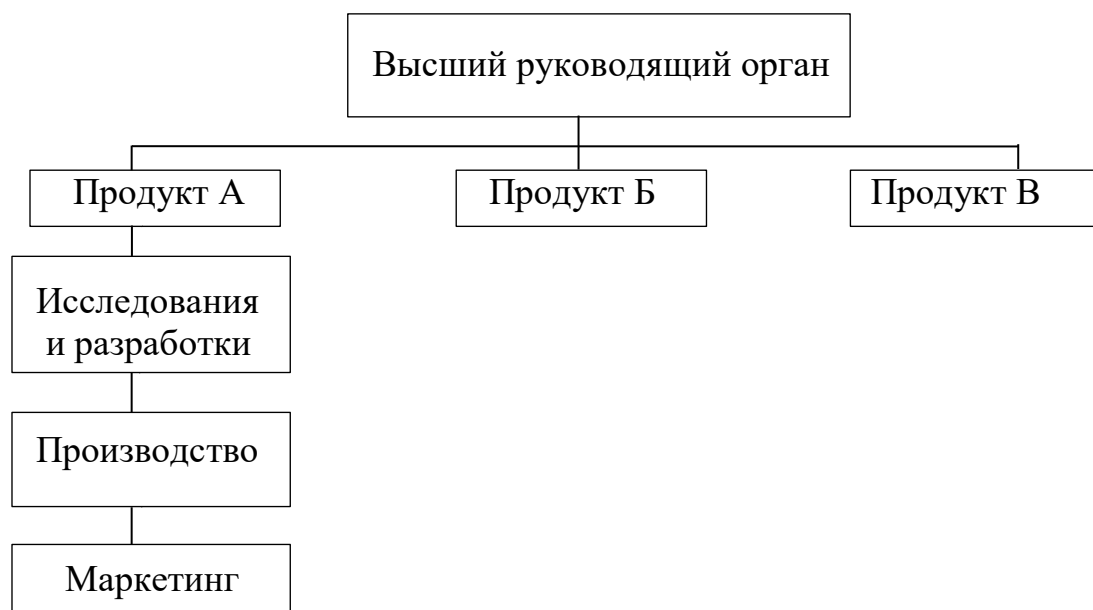 Высший руководящий орган
Продукт А
Продукт Б
Продукт В
Исследования
и разработки
Производство
Маркетинг